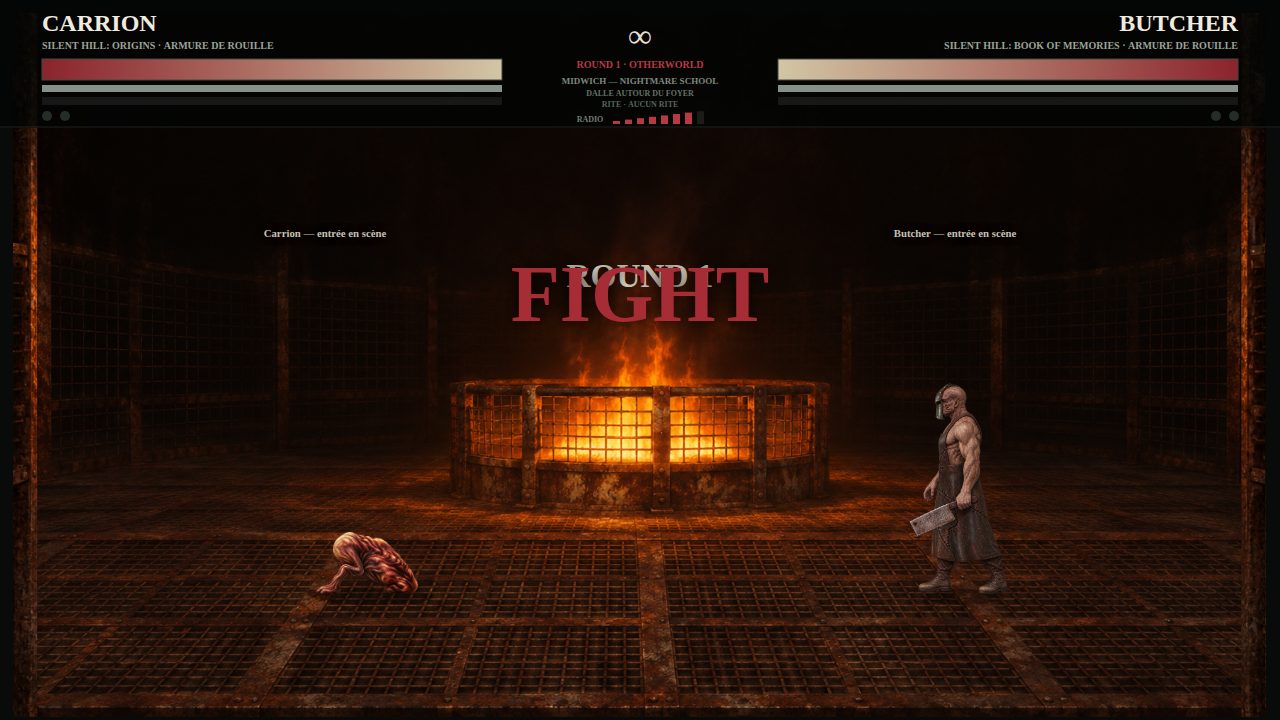 CARRION
SILENT HILL: ORIGINS · ARMURE DE ROUILLE
∞
ROUND 1 · OTHERWORLD
MIDWICH — NIGHTMARE SCHOOL
DALLE AUTOUR DU FOYER
RITE · AUCUN RITE
RADIO
BUTCHER
SILENT HILL: BOOK OF MEMORIES · ARMURE DE ROUILLE
Carrion — entrée en scène
Butcher — entrée en scène
ROUND 1
FIGHT